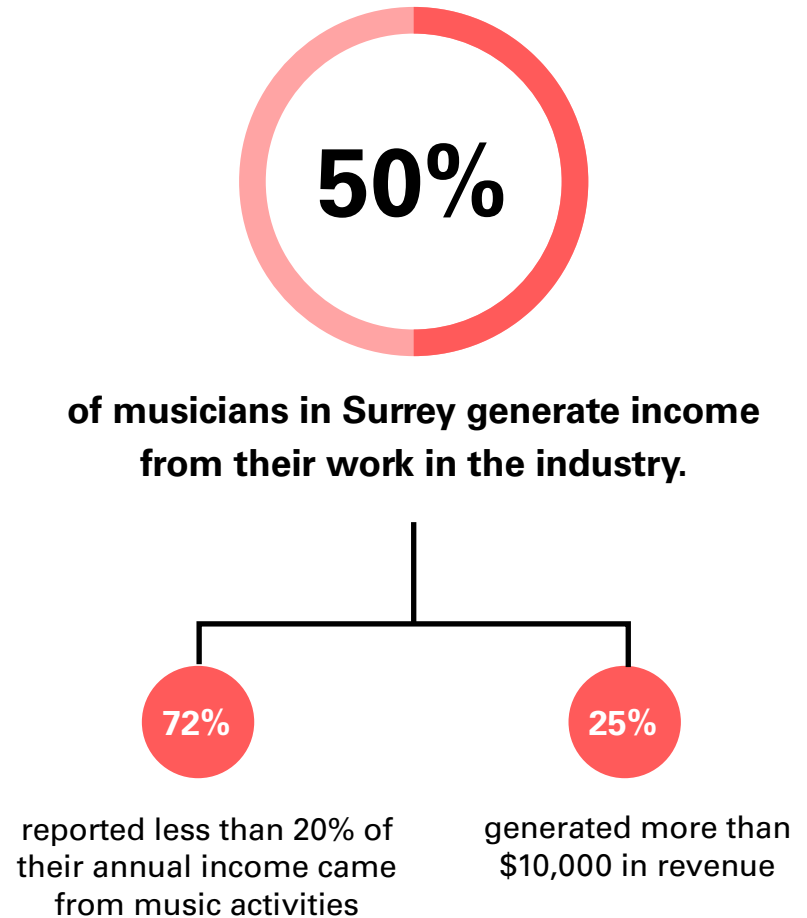 50%
of musicians in Surrey generate income
from their work in the industry.
72%
reported less than 20% of
their annual income came
from music activities
25%
generated more than
$10,000 in revenue